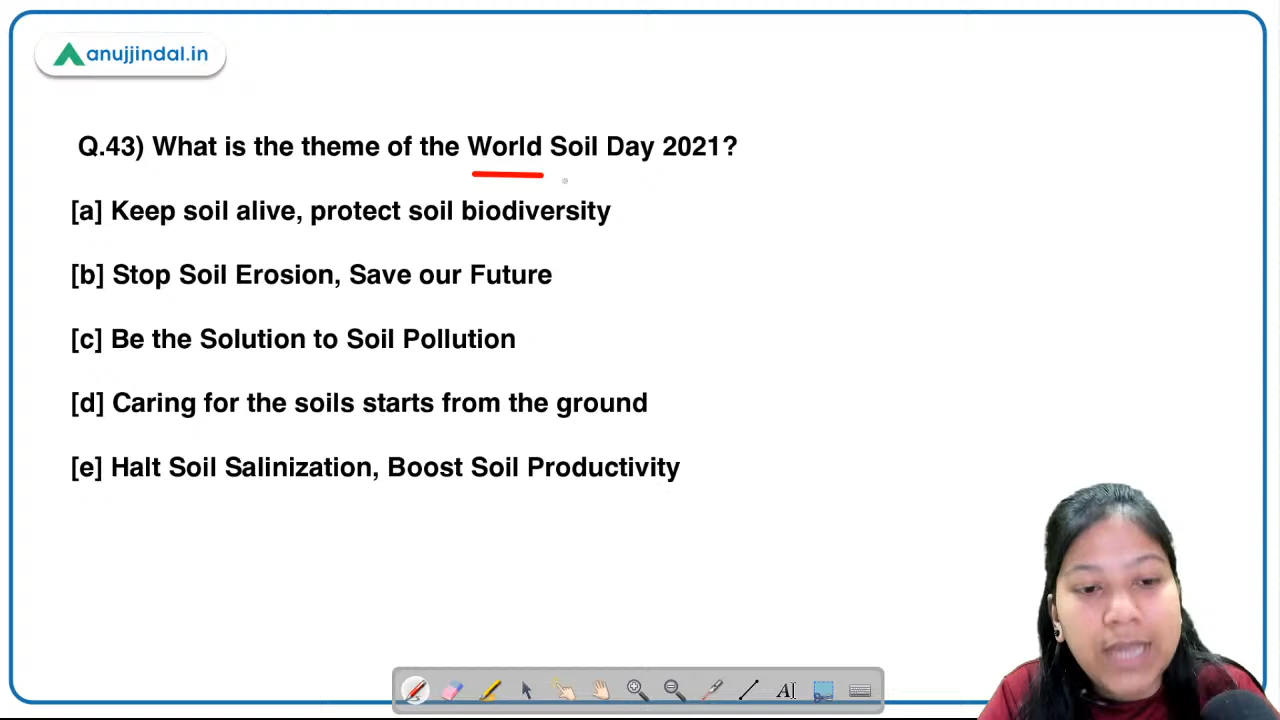 anujjindal.in
Q.43) What is the theme of the World Soil Day 2021?
[a] Keep soil alive, protect soil biodiversity
[b] Stop Soil Erosion, Save our Future
[c] Be the Solution to Soil Pollution
[d] Caring for the soils starts from the ground
[e] Halt Soil Salinization, Boost Soil Productivity
A